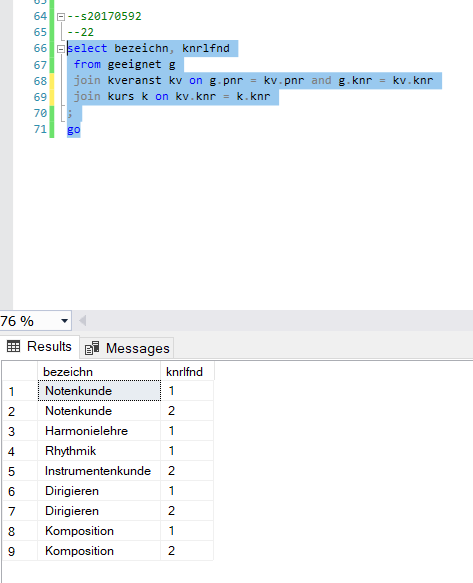 64 --s20170592
65 --22
66 select bezeichn, knrlfnd
67 from geeignet g
68 join kveranst kv on g.pnr = kv.pnr and g.knr = kv.knr
69 join kurs k on kv.knr = k.knr
70 ;
71 go
76 %
Results Messages
bezeichn knrlfnd
1 Notenkunde 1
2 Notenkunde 2
3 Harmonielehre 1
4 Rhythmik 1
5 Instrumentenkunde 2
6 Dirigieren 1
7 Dirigieren 2
8 Komposition 1
9 Komposition 2